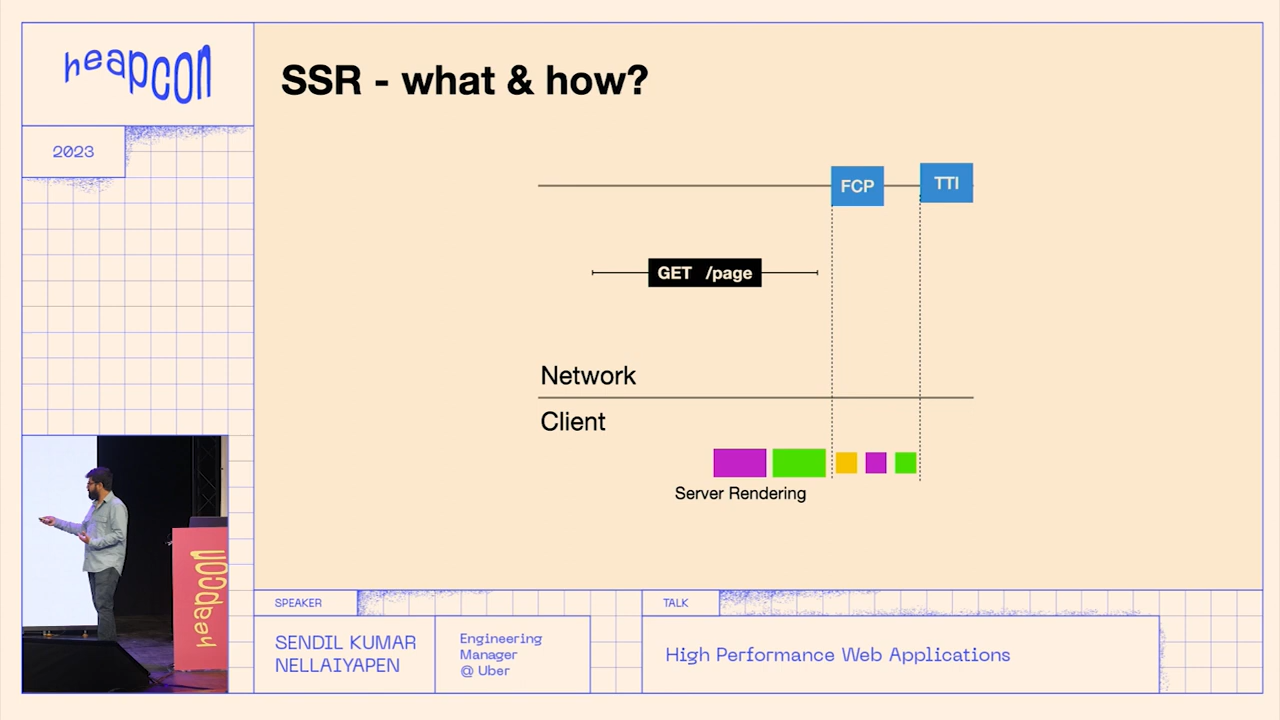 heapcon
2023
SSR - what & how?
FCP
TTI
GET /page
Network
Client
Server Rendering
heapcon
SPEAKER
SENDIL KUMAR
NELLAIYAPEN
Engineering
Manager
@ Uber
TALK
High Performance Web Applications